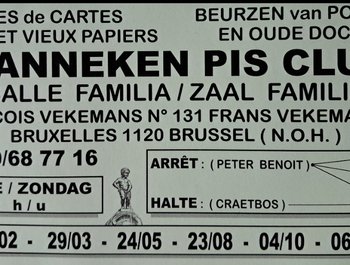 ES de CARTES BEURZEN van PO
ET VIEUX PAPIERS EN OUDE DOC
ANNEKEN PIS CLU
ALLE FAMILIA / ZAAL FAMILI
COIS VEKEMANS N° 131 FRANS VEKEMA
BRUXELLES 1120 BRUSSEL ( N.O.H. )
/68 77 16
ARRÊT : ( PETER BENOIT )
E / ZONDAG
h / u
HALTE : ( CRAETBOS )
02 - 29/03 - 24/05 - 23/08 - 04/10 - 06